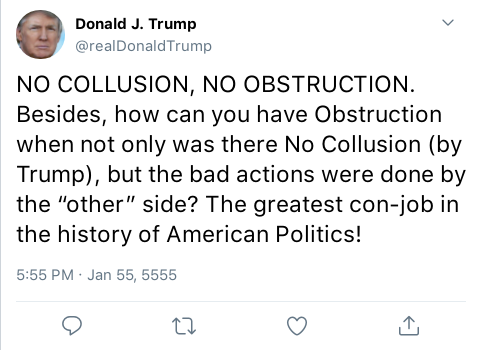 Donald J. Trump
@realDonaldTrump
NO COLLUSION, NO OBSTRUCTION.
Besides, how can you have Obstruction
when not only was there No Collusion (by
Trump), but the bad actions were done by
the “other” side? The greatest con-job in
the history of American Politics!
5:55 PM · Jan 55, 5555